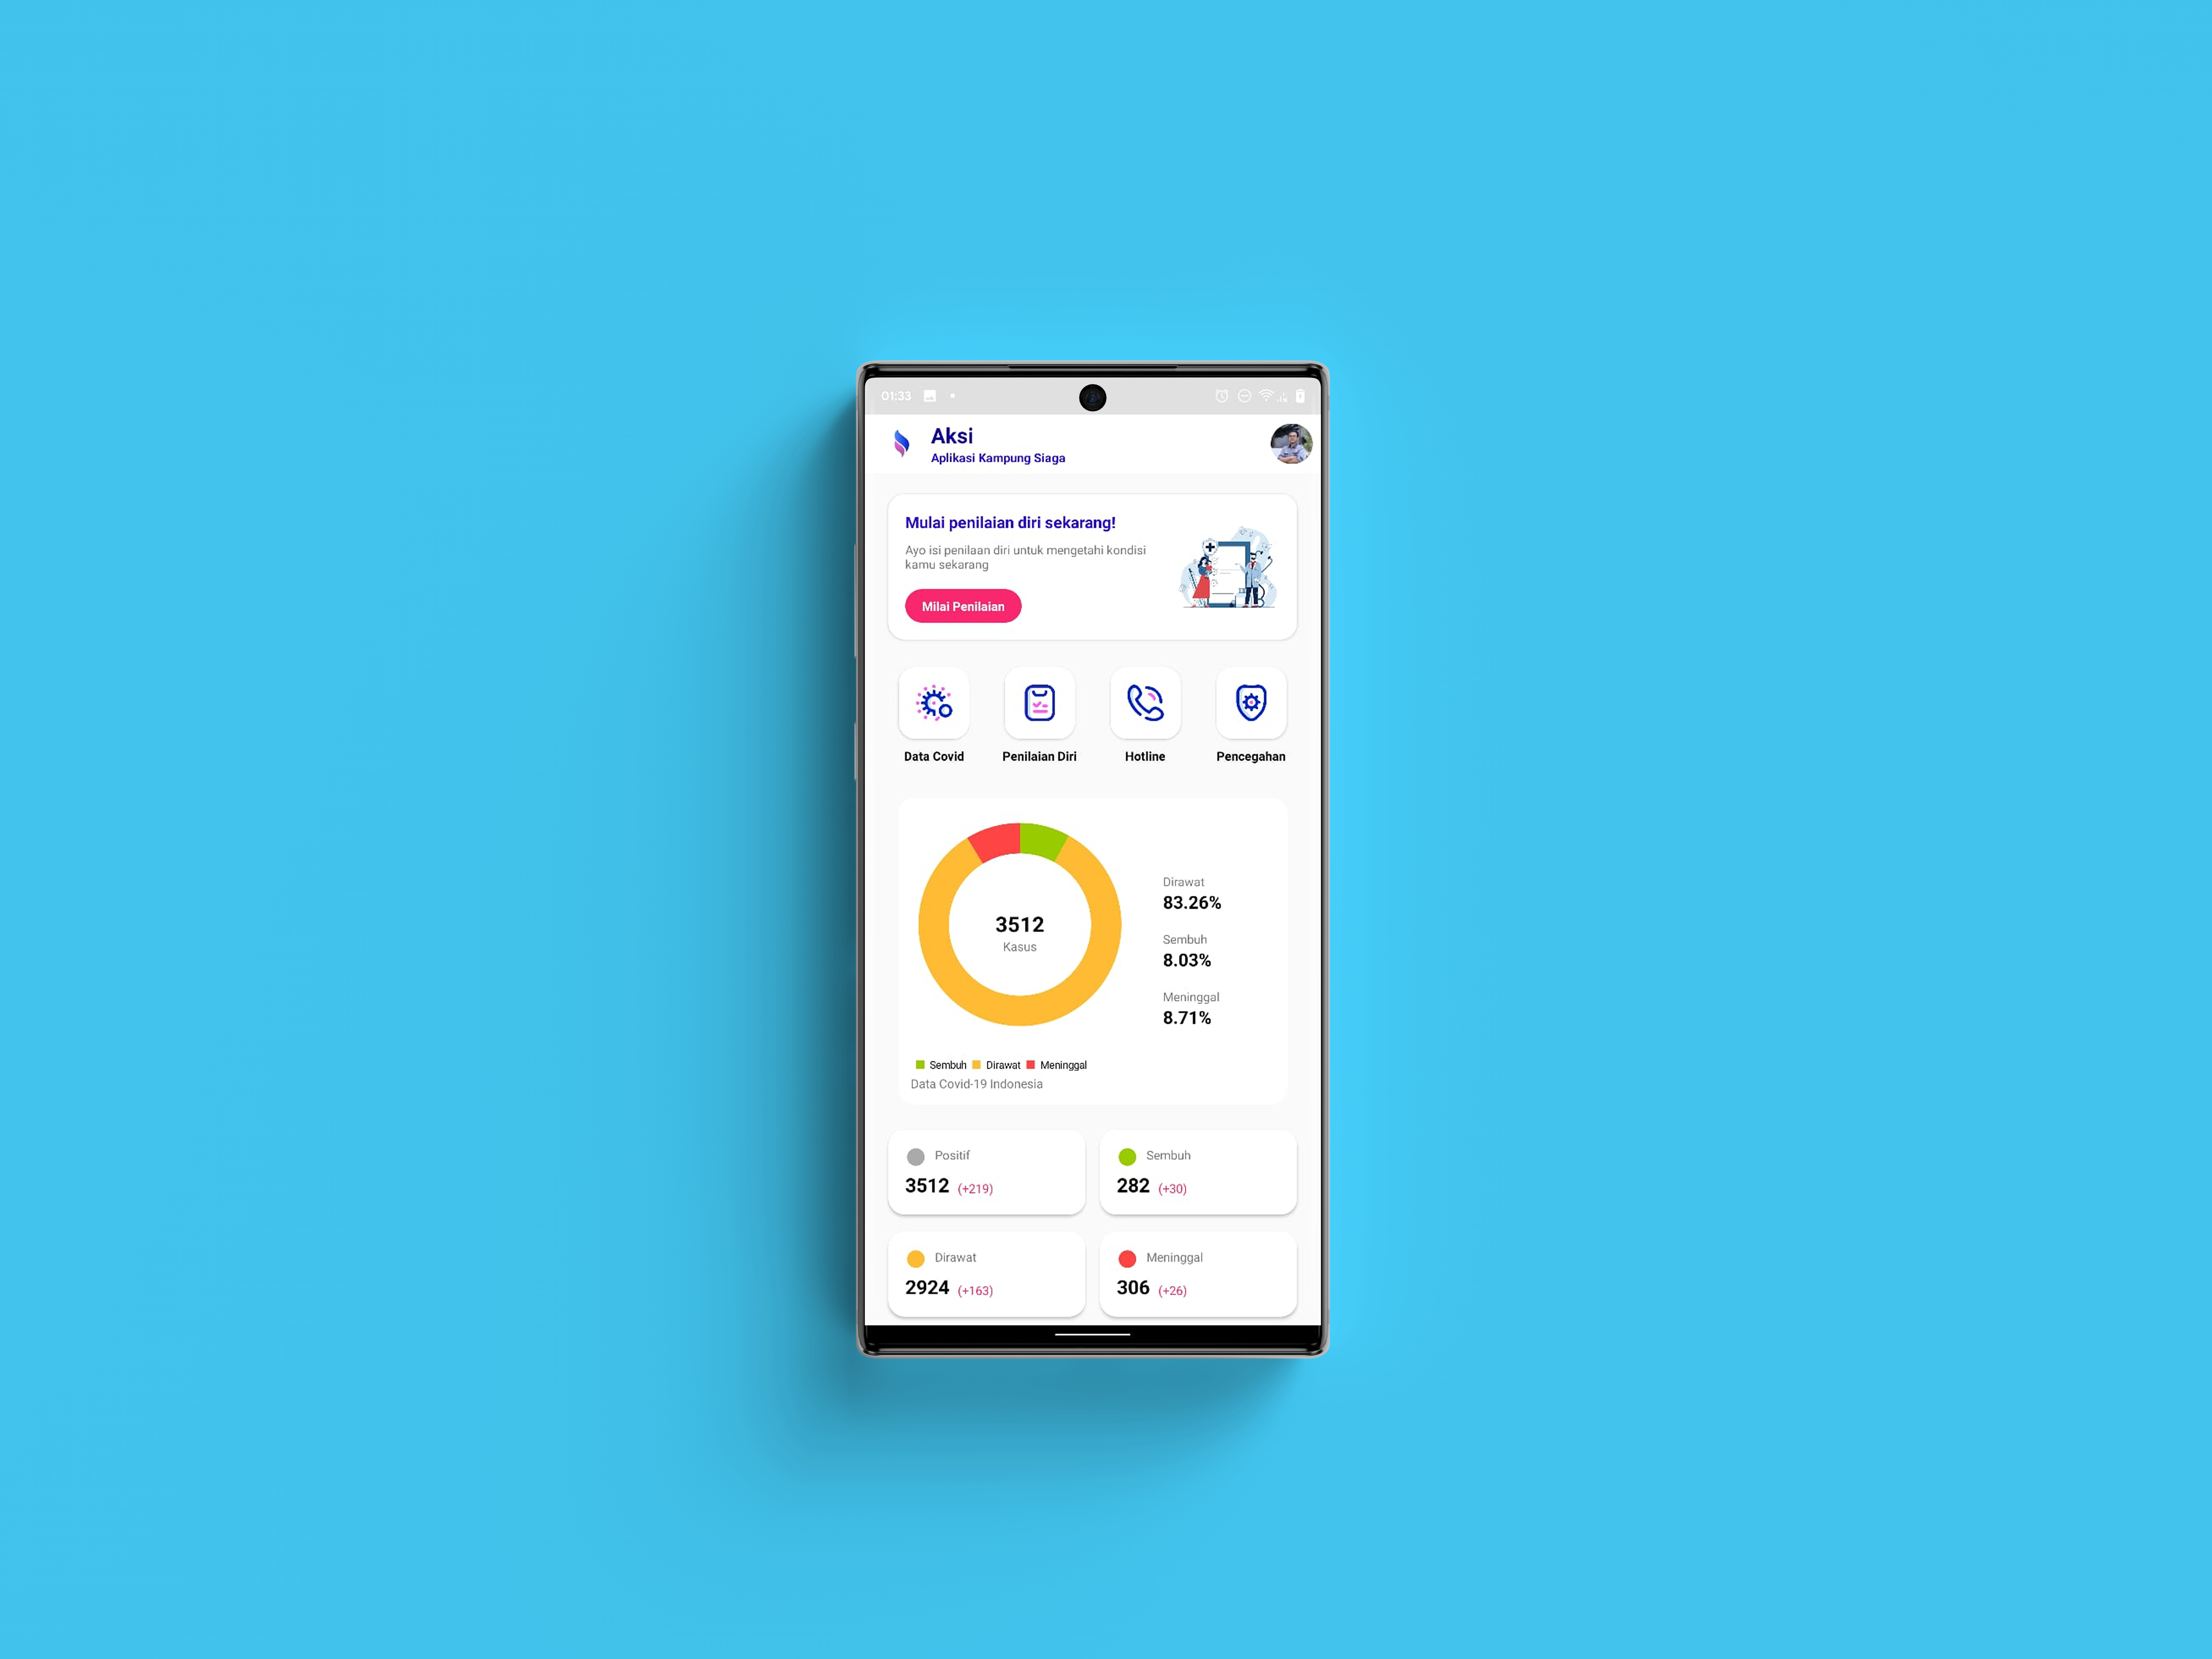 01:33
Aksi
Aplikasi Kampung Siaga
Mulai penilaian diri sekarang!
Ayo isi penilaan diri untuk mengetahi kondisi
kamu sekarang
Milai Penilaian
Data Covid
Penilaian Diri
Hotline
Pencegahan
3512
Kasus
Dirawat
83.26%
Sembuh
8.03%
Meninggal
8.71%
Sembuh Dirawat Meninggal
Data Covid-19 Indonesia
Positif
3512 (+219)
Sembuh
282 (+30)
Dirawat
2924 (+163)
Meninggal
306 (+26)